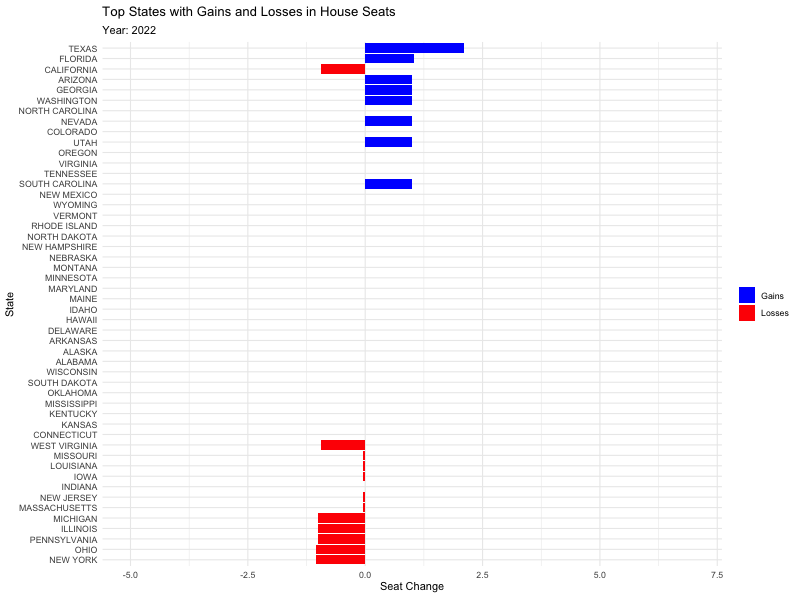 Top States with Gains and Losses in House Seats
Year: 2022
TEXAS
FLORIDA
CALIFORNIA
ARIZONA
GEORGIA
WASHINGTON
NORTH CAROLINA
NEVADA
COLORADO
UTAH
OREGON
VIRGINIA
TENNESSEE
SOUTH CAROLINA
NEW MEXICO
WYOMING
VERMONT
RHODE ISLAND
NORTH DAKOTA
NEW HAMPSHIRE
NEBRASKA
MONTANA
MINNESOTA
MARYLAND
MAINE
IDAHO
HAWAII
DELAWARE
ARKANSAS
ALASKA
ALABAMA
WISCONSIN
SOUTH DAKOTA
OKLAHOMA
MISSISSIPPI
KENTUCKY
KANSAS
CONNECTICUT
WEST VIRGINIA
MISSOURI
LOUISIANA
IOWA
INDIANA
NEW JERSEY
MASSACHUSETTS
MICHIGAN
ILLINOIS
PENNSYLVANIA
OHIO
NEW YORK
State
-5.0 -2.5 0.0 2.5 5.0 7.5
Seat Change
Gains
Losses